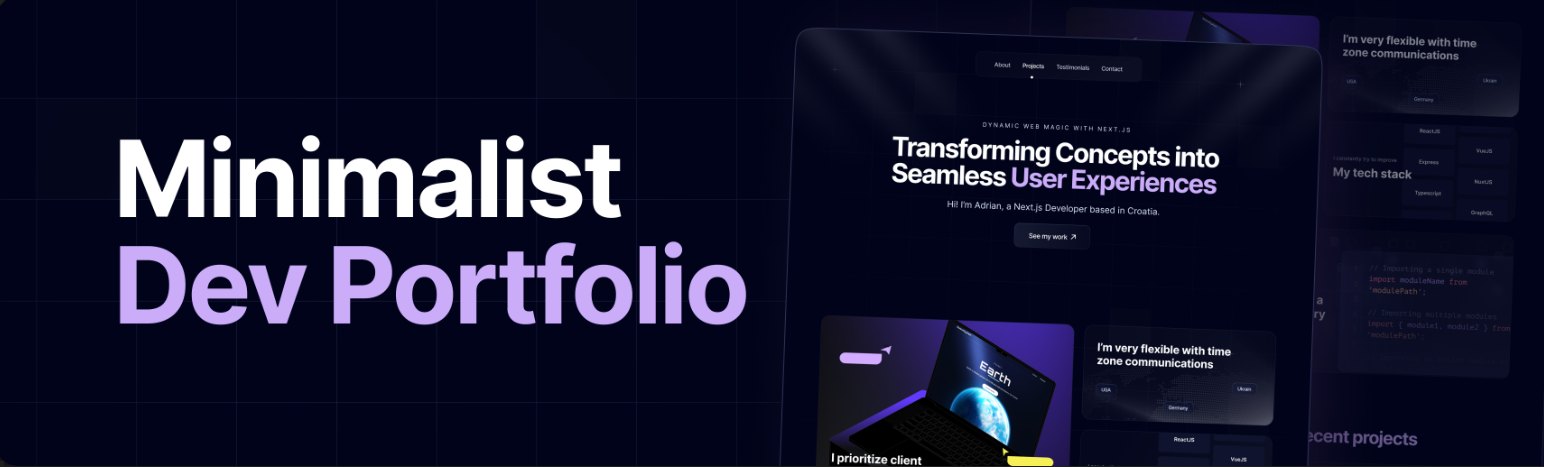 Minimalist
Dev Portfolio
About Projects Testimonials Contact
DYNAMIC WEB MAGIC WITH NEXT.JS
Transforming Concepts into
Seamless User Experiences
Hi! I'm Adrian, a Next.js Developer based in Croatia.
See my work
Earth
I prioritize client
I'm very flexible with time
zone communications
USA
Ukrain
Germany
ReactJS
VueJS
I'm very flexible with time
zone communications
USA
Ukrain
Germany
ReactJS
VueJS
I constantly try to improve
My tech stack
Express
NuxtJS
Typescript
GraphQL
a
ry
// Importing a single module
import moduleName from
'modulePath';
// Importing multiple modules
import { module1, module2 } from
'modulePath';
ecent projects